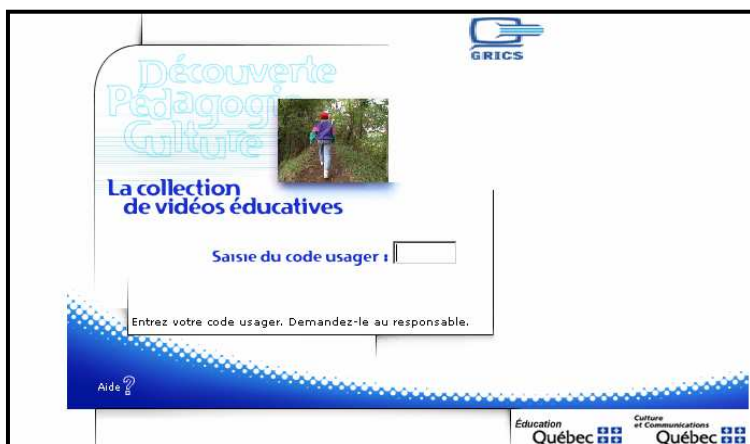 GRICS
Découverte
Pédagogie
Culture
La collection
de vidéos éducatives
Saisie du code usager :
Entrez votre code usager. Demandez-le au responsable.
Aide ?
Éducation
Québec
Culture
et Communications
Québec